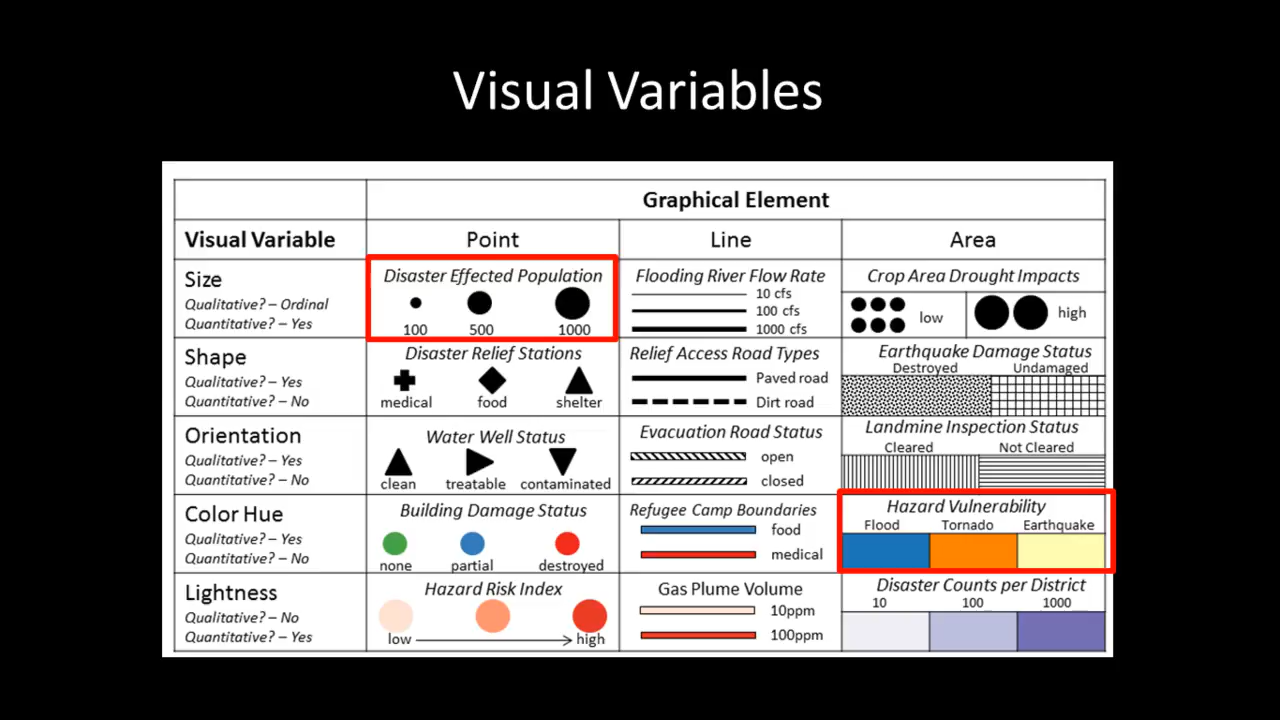 Visual Variables
Graphical Element
Visual Variable
Point
Line
Area
Size
Qualitative? – Ordinal
Quantitative? – Yes
Disaster Effected Population
100 500 1000
Flooding River Flow Rate
10 cfs
100 cfs
1000 cfs
Crop Area Drought Impacts
low
high
Shape
Qualitative? – Yes
Quantitative? – No
Disaster Relief Stations
medical food shelter
Relief Access Road Types
Paved road
Dirt road
Earthquake Damage Status
Destroyed Undamaged
Orientation
Qualitative? – Yes
Quantitative? – No
Water Well Status
clean treatable contaminated
Evacuation Road Status
open
closed
Landmine Inspection Status
Cleared Not Cleared
Color Hue
Qualitative? – Yes
Quantitative? – No
Building Damage Status
none partial destroyed
Refugee Camp Boundaries
food
medical
Hazard Vulnerability
Flood Tornado Earthquake
Lightness
Qualitative? – No
Quantitative? – Yes
Hazard Risk Index
low high
Gas Plume Volume
10ppm
100ppm
Disaster Counts per District
10 100 1000